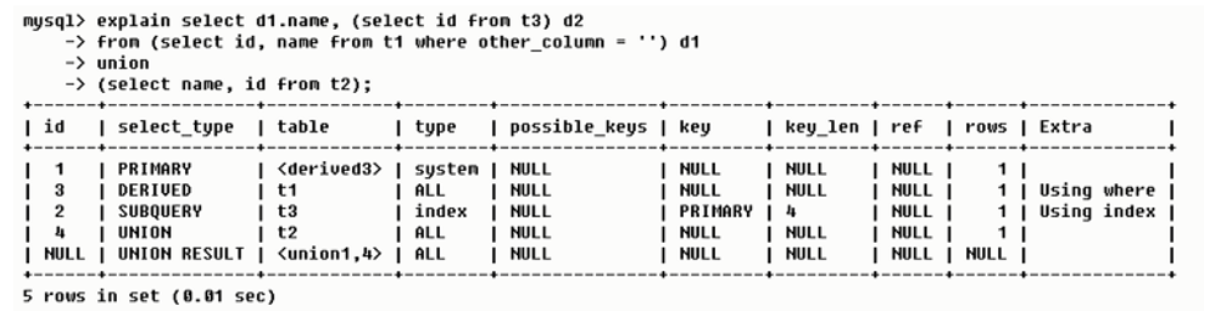 mysql> explain select d1.name, (select id from t3) d2
    -> from (select id, name from t1 where other_column = '') d1
    -> union
    -> (select name, id from t2);
+------+--------------+------------+--------+---------------+---------+---------+------+------+-------------+
| id   | select_type  | table      | type   | possible_keys | key     | key_len | ref  | rows | Extra       |
+------+--------------+------------+--------+---------------+---------+---------+------+------+-------------+
|  1   | PRIMARY      | <derived3> | system | NULL          | NULL    | NULL    | NULL |    1 |             |
|  3   | DERIVED      | t1         | ALL    | NULL          | NULL    | NULL    | NULL |    1 | Using where |
|  2   | SUBQUERY     | t3         | index  | NULL          | PRIMARY | 4       | NULL |    1 | Using index |
|  4   | UNION        | t2         | ALL    | NULL          | NULL    | NULL    | NULL |    1 |             |
| NULL | UNION RESULT | <union1,4> | ALL    | NULL          | NULL    | NULL    | NULL | NULL |             |
+------+--------------+------------+--------+---------------+---------+---------+------+------+-------------+
5 rows in set (0.01 sec)